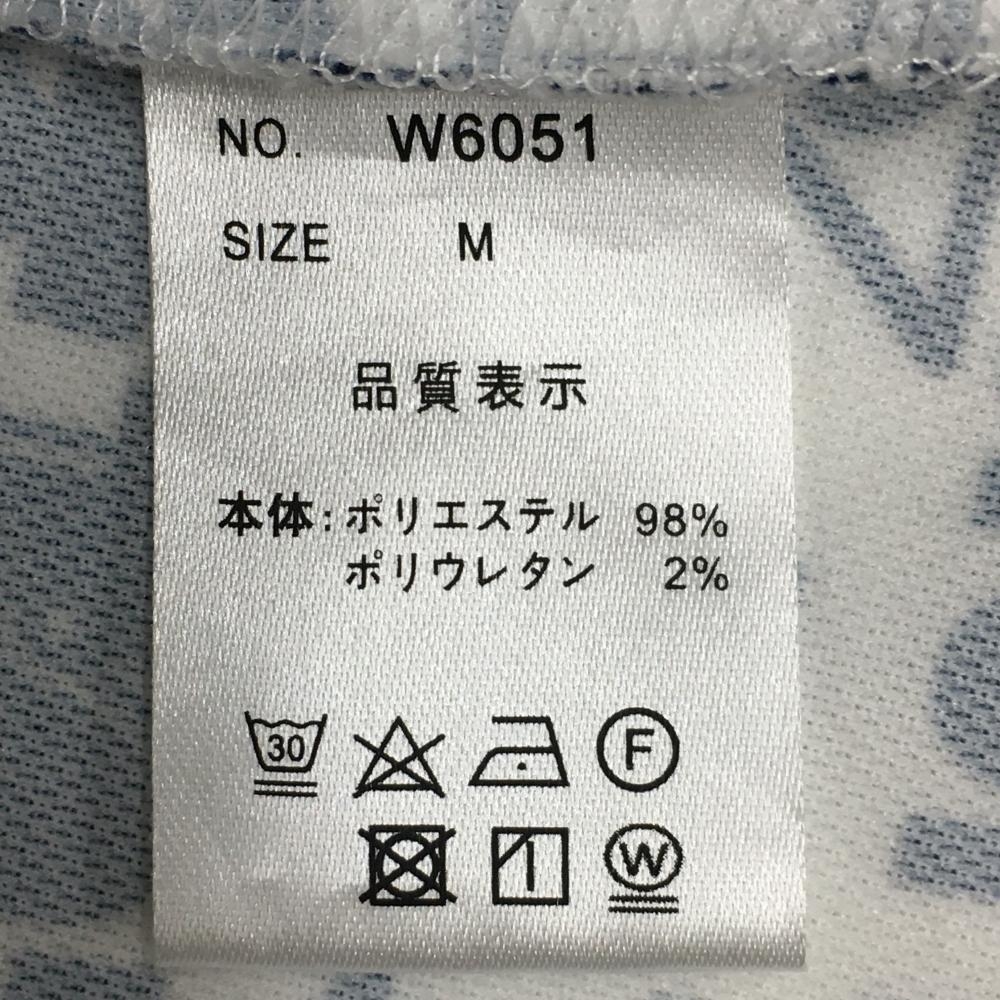 NO. W6051
SIZE M
品質表示
本体:ポリエステル 98%
ポリウレタン 2%
30 F
W